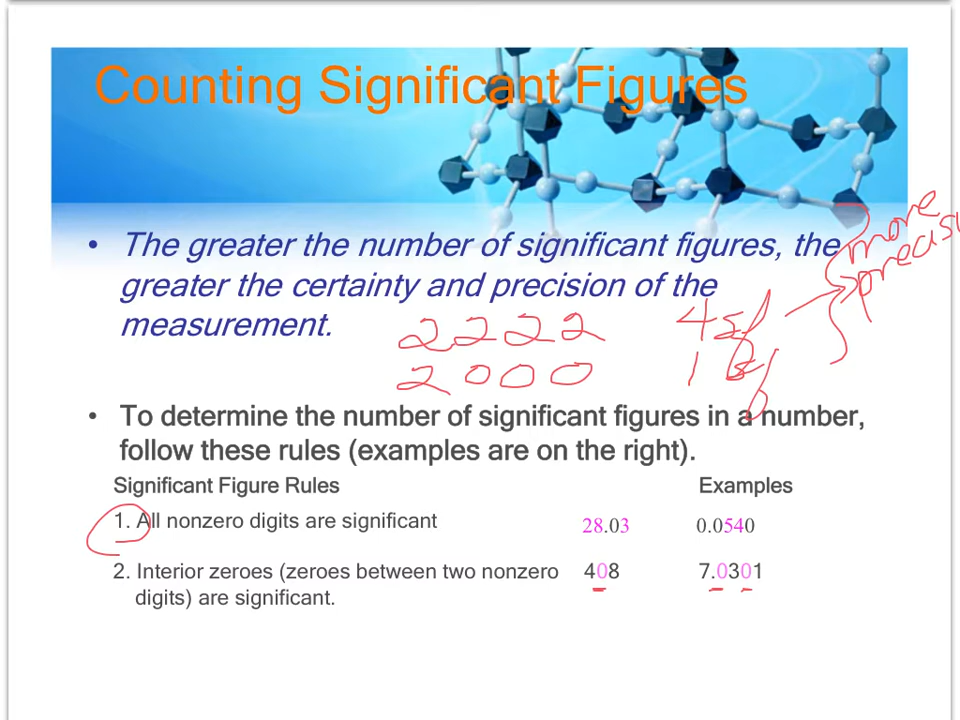 Counting Significant Figures
• The greater the number of significant figures, the
greater the certainty and precision of the
measurement.
more
2222 4 sf
2000 1 sf
• To determine the number of significant figures in a number,
follow these rules (examples are on the right).
Significant Figure Rules Examples
1. All nonzero digits are significant 28.03 0.0540
2. Interior zeroes (zeroes between two nonzero 408 7.0301
digits) are significant.